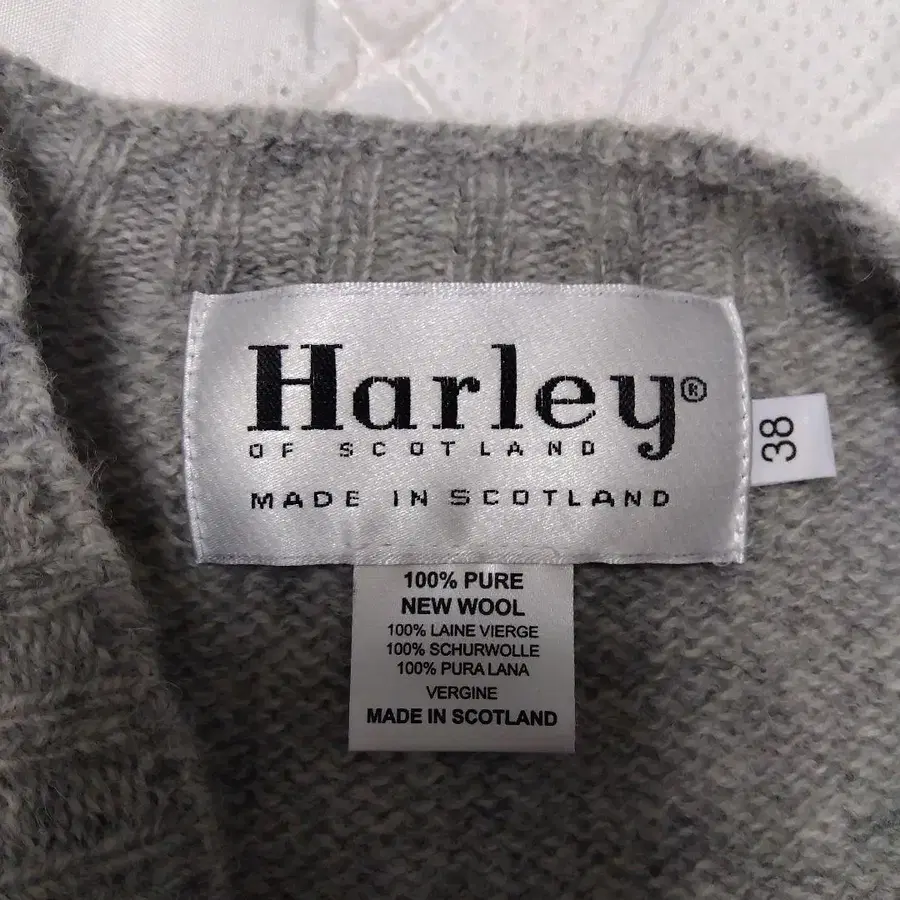 Harley®
OF SCOTLAND
MADE IN SCOTLAND
38
100% PURE
NEW WOOL
100% LAINE VIERGE
100% SCHURWOLLE
100% PURA LANA
VERGINE
MADE IN SCOTLAND